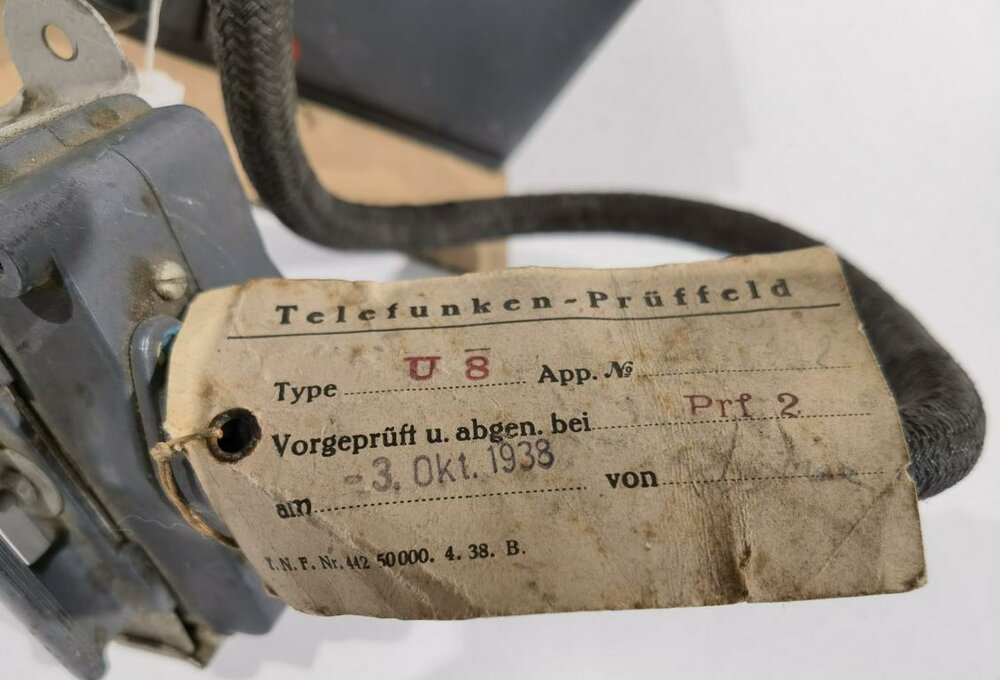 Telefunken-Prüffeld
Type U 8 App. №
Vorgeprüft u. abgen. bei Prf 2
am -3. Okt. 1938 von
T. N. F. Nr. 442 50000. 4. 38. B.